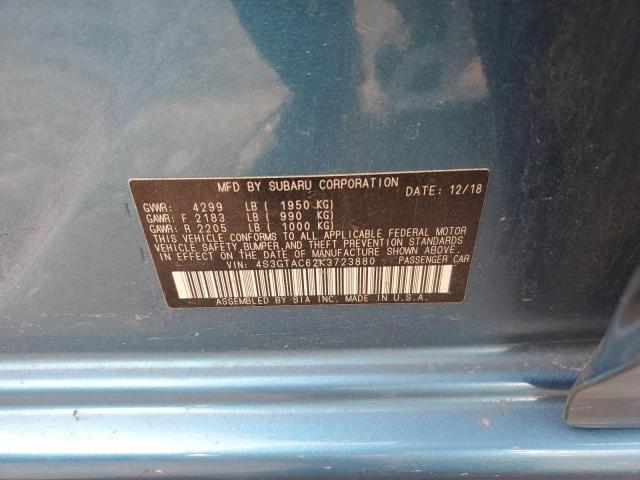 MFD BY SUBARU CORPORATION
DATE: 12/18
GVWR: 4299 LB ( 1950 KG)
GAWR: F 2183 LB ( 990 KG)
GAWR: R 2205 LB ( 1000 KG)
THIS VEHICLE CONFORMS TO ALL APPLICABLE FEDERAL MOTOR
VEHICLE SAFETY, BUMPER, AND THEFT PREVENTION STANDARDS
IN EFFECT ON THE DATE OF MANUFACTURE SHOWN ABOVE.
VIN: 4S3GTAC62K3723880 PASSENGER CAR
ASSEMBLED BY SIA INC. MADE IN U.S.A.